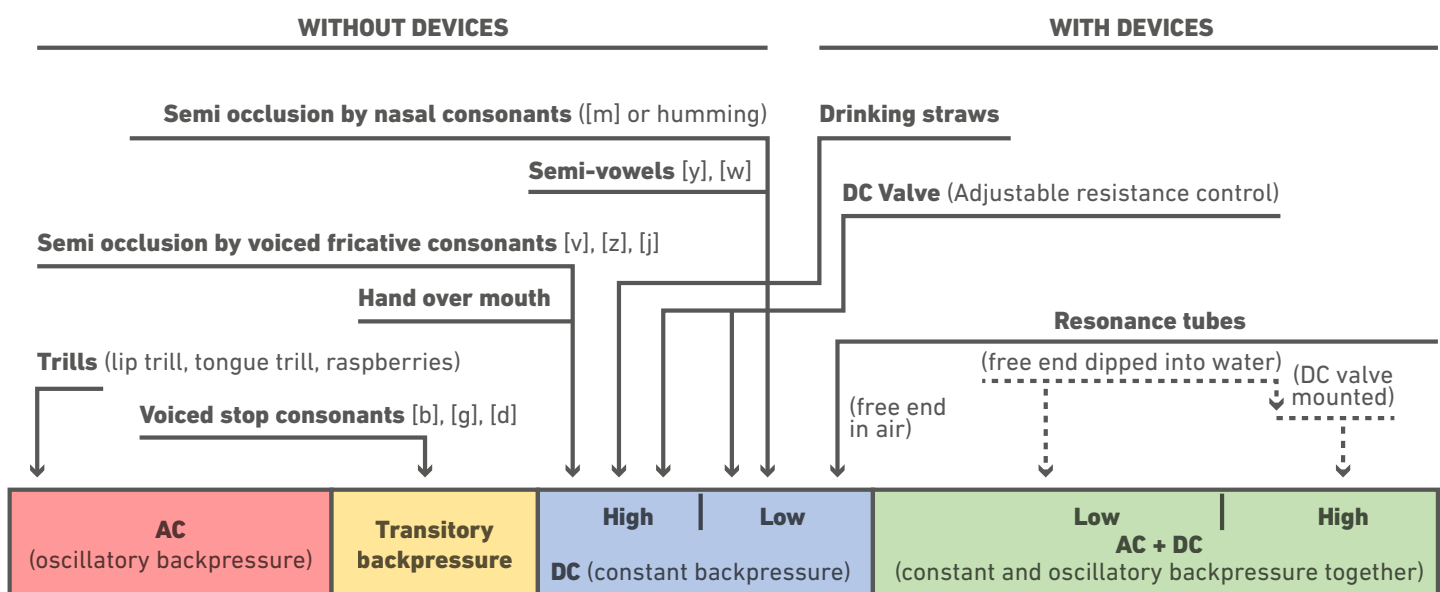 WITHOUT DEVICES
WITH DEVICES
Semi occlusion by nasal consonants ([m] or humming)
Drinking straws
Semi-vowels [y], [w]
DC Valve (Adjustable resistance control)
Semi occlusion by voiced fricative consonants [v], [z], [j]
Hand over mouth
Resonance tubes
Trills (lip trill, tongue trill, raspberries)
(free end dipped into water)
(DC valve
mounted)
Voiced stop consonants [b], [g], [d]
(free end
in air)
AC
(oscillatory backpressure)
Transitory
backpressure
High | Low
DC (constant backpressure)
Low | High
AC + DC
(constant and oscillatory backpressure together)